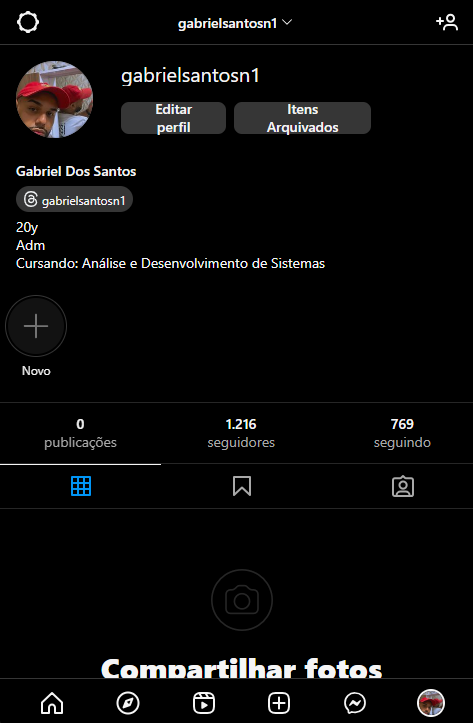 gabrielsantosn1
gabrielsantosn1
Editar
perfil
Itens
Arquivados
Gabriel Dos Santos
gabrielsantosn1
20y
Adm
Cursando: Análise e Desenvolvimento de Sistemas
Novo
0
publicações
1.216
seguidores
769
seguindo
Compartilhar fotos